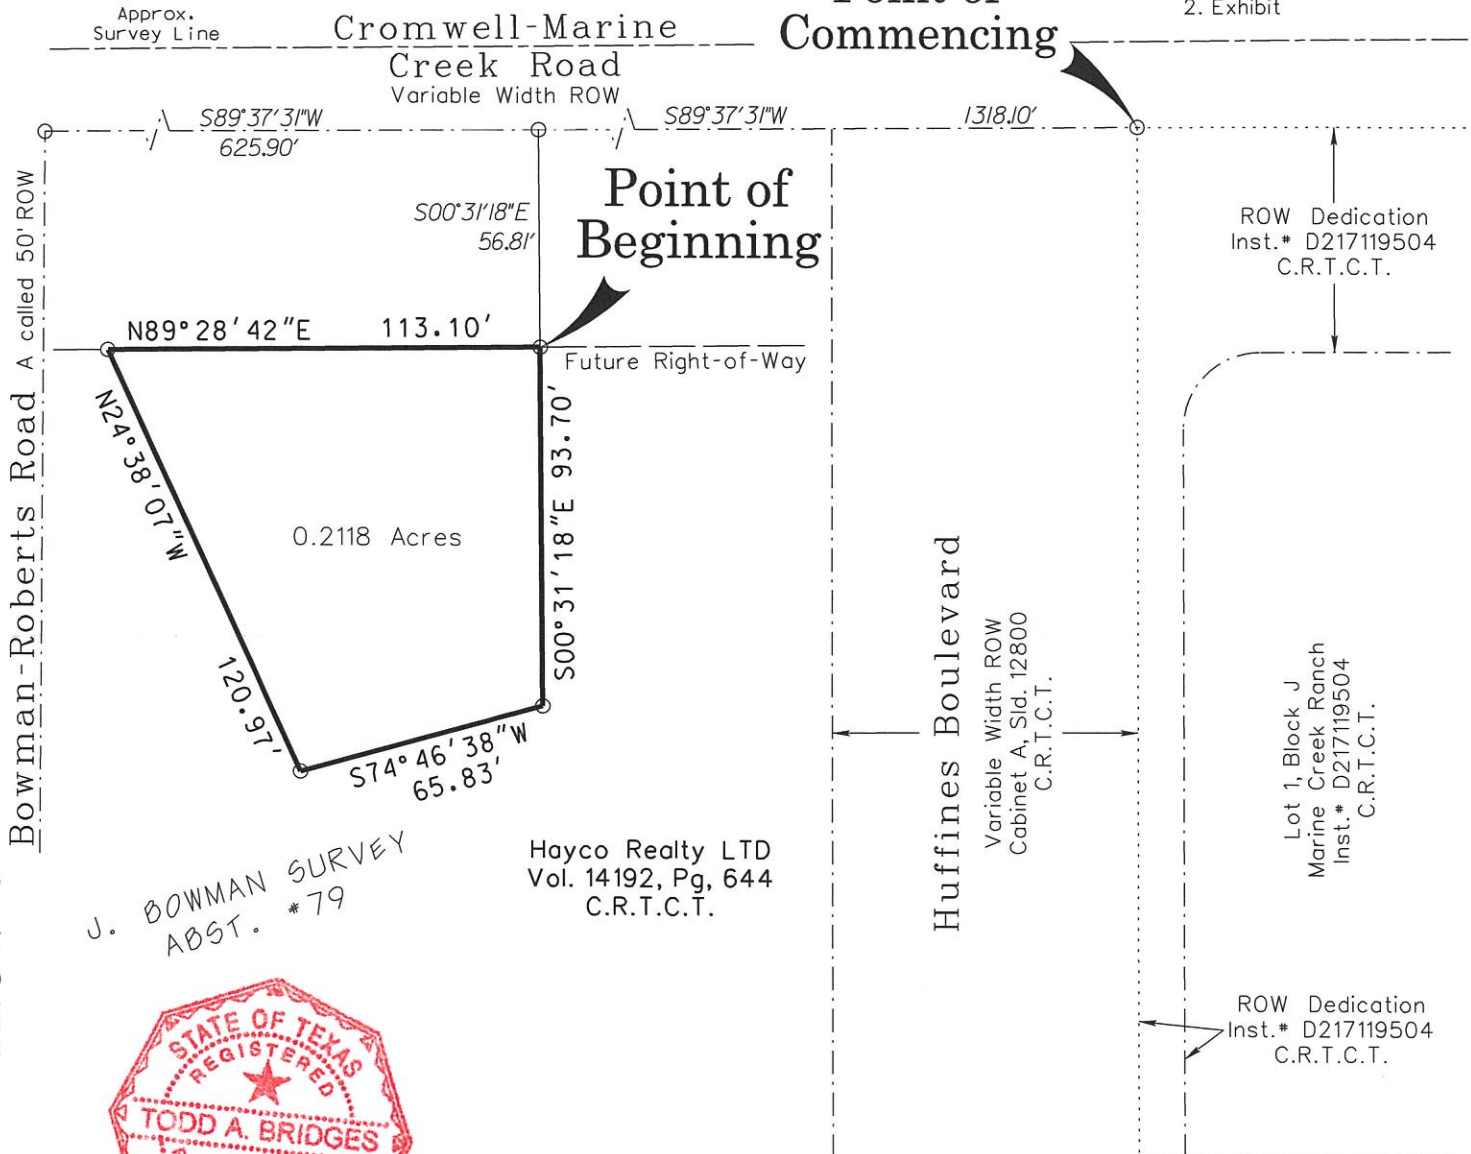 Point of
Commencing
2. Exhibit
Approx.
Survey Line
Cromwell-Marine
Creek Road
Variable Width ROW
S89°37'31"W
625.90'
S89°37'31"W
1318.10'
S00°31'18"E
56.81'
Point of
Beginning
ROW Dedication
Inst.# D217119504
C.R.T.C.T.
Bowman-Roberts Road A called 50' ROW
N89°28'42"E 113.10'
Future Right-of-Way
N24°38'07"W
120.97'
0.2118 Acres
S00°31'18"E 93.70'
S74°46'38"W
65.83'
Huffines Boulevard
Variable Width ROW
Cabinet A, Sld. 12800
C.R.T.C.T.
Lot 1, Block J
Marine Creek Ranch
Inst.# D217119504
C.R.T.C.T.
J. BOWMAN SURVEY
ABST. #79
Hayco Realty LTD
Vol. 14192, Pg, 644
C.R.T.C.T.
ROW Dedication
Inst.# D217119504
C.R.T.C.T.
STATE OF TEXAS
REGISTERED
TODD A. BRIDGES